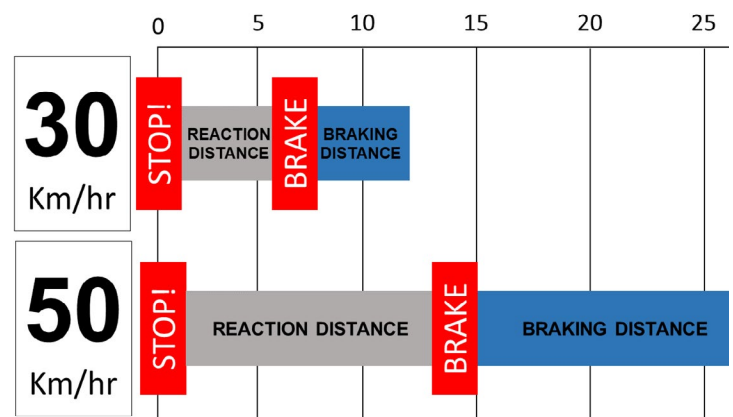 0 5 10 15 20 25
30
Km/hr
STOP!
REACTION
DISTANCE
BRAKE
BRAKING
DISTANCE
50
Km/hr
STOP!
REACTION DISTANCE
BRAKE
BRAKING DISTANCE